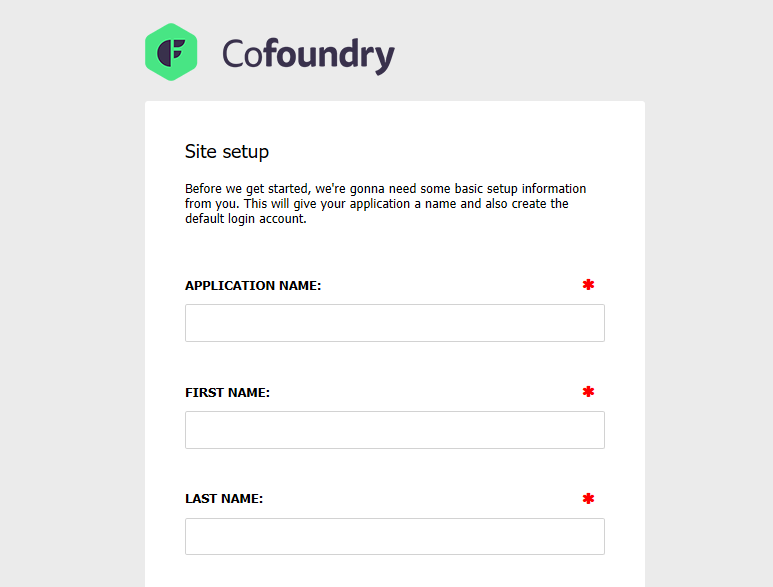 Cofoundry
Site setup
Before we get started, we're gonna need some basic setup information
from you. This will give your application a name and also create the
default login account.
APPLICATION NAME: *
FIRST NAME: *
LAST NAME: *